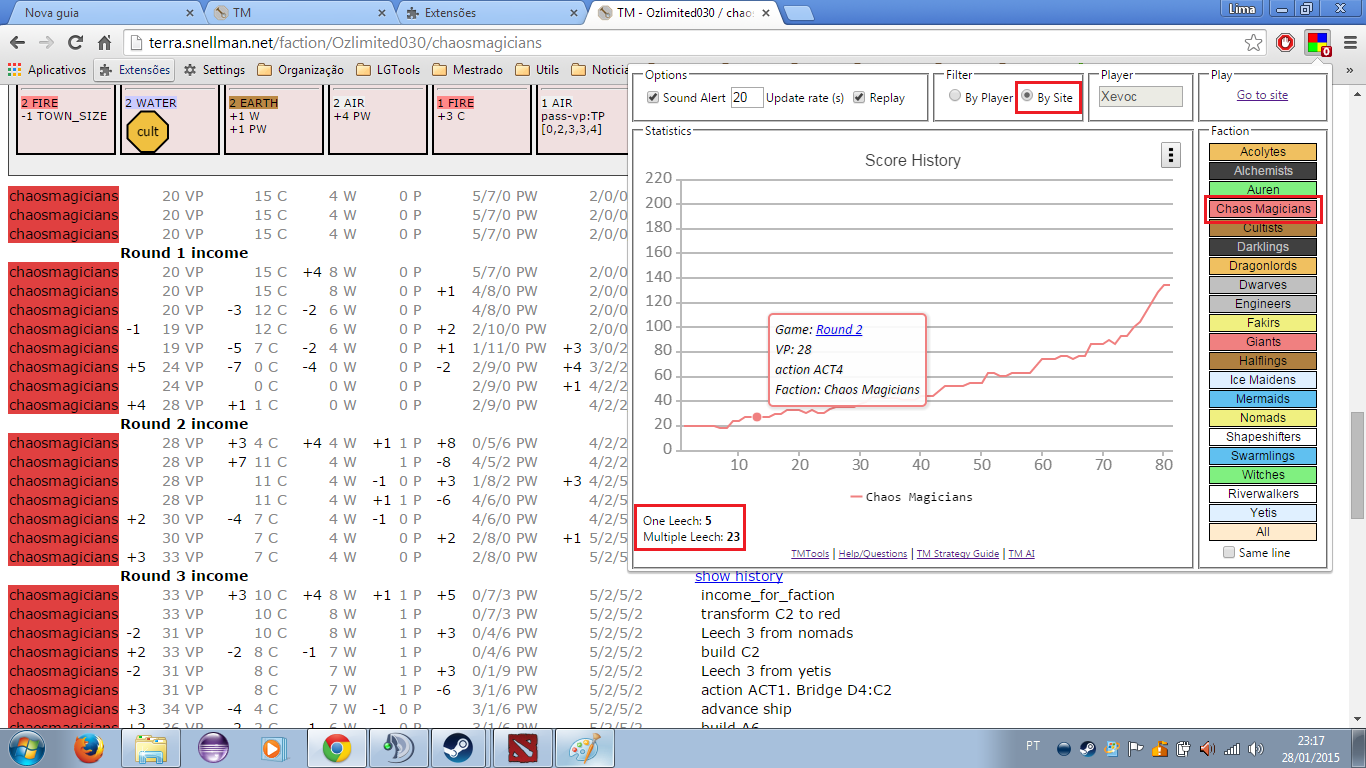 Nova guia
TM
Extensões
TM - Ozlimited030 / chaos
Lima
terra.snellman.net/faction/Ozlimited030/chaosmagicians
0
Aplicativos
Extensões
Settings
Organização
LGTools
Mestrado
Utils
Noticia
»
2 FIRE
-1 TOWN_SIZE
2 WATER
cult
2 EARTH
+1 W
+1 PW
2 AIR
+4 PW
1 FIRE
+3 C
1 AIR
pass-vp:TP
[0,2,3,3,4]
chaosmagicians 20 VP 15 C 4 W 0 P 5/7/0 PW 2/0/0
chaosmagicians 20 VP 15 C 4 W 0 P 5/7/0 PW 2/0/0
chaosmagicians 20 VP 15 C 4 W 0 P 5/7/0 PW 2/0/0
Round 1 income
chaosmagicians 20 VP 15 C +4 8 W 0 P 5/7/0 PW 2/0/0
chaosmagicians 20 VP 15 C 8 W 0 P +1 4/8/0 PW 2/0/0
chaosmagicians 20 VP -3 12 C -2 6 W 0 P 4/8/0 PW 2/0/0
chaosmagicians -1 19 VP 12 C 6 W 0 P +2 2/10/0 PW 2/0/0
chaosmagicians 19 VP -5 7 C -2 4 W 0 P +1 1/11/0 PW +3 3/0/2
chaosmagicians +5 24 VP -7 0 C -4 0 W 0 P -2 2/9/0 PW +4 3/2/2
chaosmagicians 24 VP 0 C 0 W 0 P 2/9/0 PW +1 4/2/2
chaosmagicians +4 28 VP +1 1 C 0 W 0 P 2/9/0 PW 4/2/2
Round 2 income
chaosmagicians 28 VP +3 4 C +4 4 W +1 1 P +8 0/5/6 PW 4/2/2
chaosmagicians 28 VP +7 11 C 4 W 1 P -8 4/5/2 PW 4/2/2
chaosmagicians 28 VP 11 C 4 W -1 0 P +3 1/8/2 PW +3 4/2/5
chaosmagicians 28 VP 11 C 4 W +1 1 P -6 4/6/0 PW 4/2/5
chaosmagicians +2 30 VP -4 7 C 4 W -1 0 P 4/6/0 PW 4/2/5
chaosmagicians 30 VP 7 C 4 W 0 P +2 2/8/0 PW +1 5/2/5
chaosmagicians +3 33 VP 7 C 4 W 0 P 2/8/0 PW 5/2/5
Round 3 income show history
chaosmagicians 33 VP +3 10 C +4 8 W +1 1 P +5 0/7/3 PW 5/2/5/2 income_for_faction
chaosmagicians 33 VP 10 C 8 W 1 P 0/7/3 PW 5/2/5/2 transform C2 to red
chaosmagicians -2 31 VP 10 C 8 W 1 P +3 0/4/6 PW 5/2/5/2 Leech 3 from nomads
chaosmagicians +2 33 VP -2 8 C -1 7 W 1 P 0/4/6 PW 5/2/5/2 build C2
chaosmagicians -2 31 VP 8 C 7 W 1 P +3 0/1/9 PW 5/2/5/2 Leech 3 from yetis
chaosmagicians 31 VP 8 C 7 W 1 P -6 3/1/6 PW 5/2/5/2 action ACT1. Bridge D4:C2
chaosmagicians +3 34 VP -4 4 C 7 W -1 0 P 3/1/6 PW 5/2/5/2 advance ship
chaosmagicians +2 36 VP -2 2 C -1 6 W 0 P 3/1/6 PW 5/2/5/2 build A6
Options
Sound Alert 20 Update rate (s) Replay
Filter
By Player By Site
Player
Xevoc
Play
Go to site
Statistics
Score History
220
200
180
160
140
120
100
80
60
40
20
0
10 20 30 40 50 60 70 80
Game: Round 2
VP: 28
action ACT4
Faction: Chaos Magicians
Chaos Magicians
One Leech: 5
Multiple Leech: 23
TMTools | Help/Questions | TM Strategy Guide | TM AI
Faction
Acolytes
Alchemists
Auren
Chaos Magicians
Cultists
Darklings
Dragonlords
Dwarves
Engineers
Fakirs
Giants
Halflings
Ice Maidens
Mermaids
Nomads
Shapeshifters
Swarmlings
Witches
Riverwalkers
Yetis
All
Same line
PT
23:17
28/01/2015